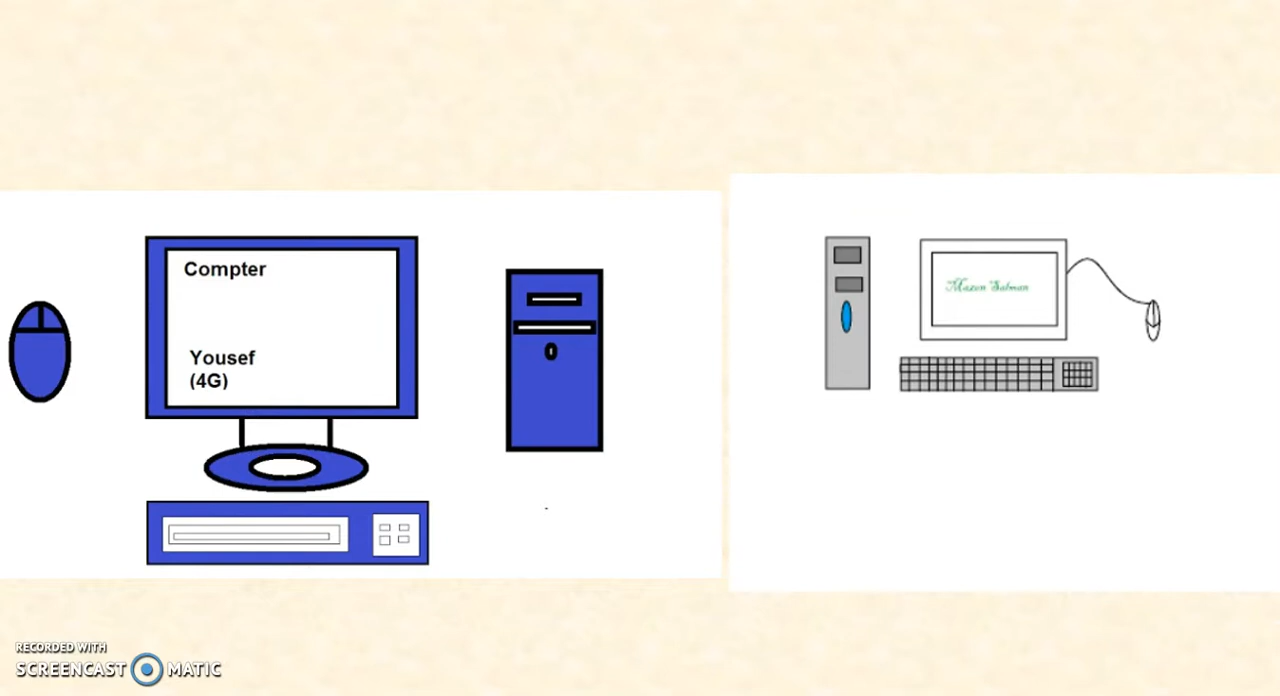 Compter
Yousef
(4G)
Mazen Salman
RECORDED WITH
SCREENCAST MATIC